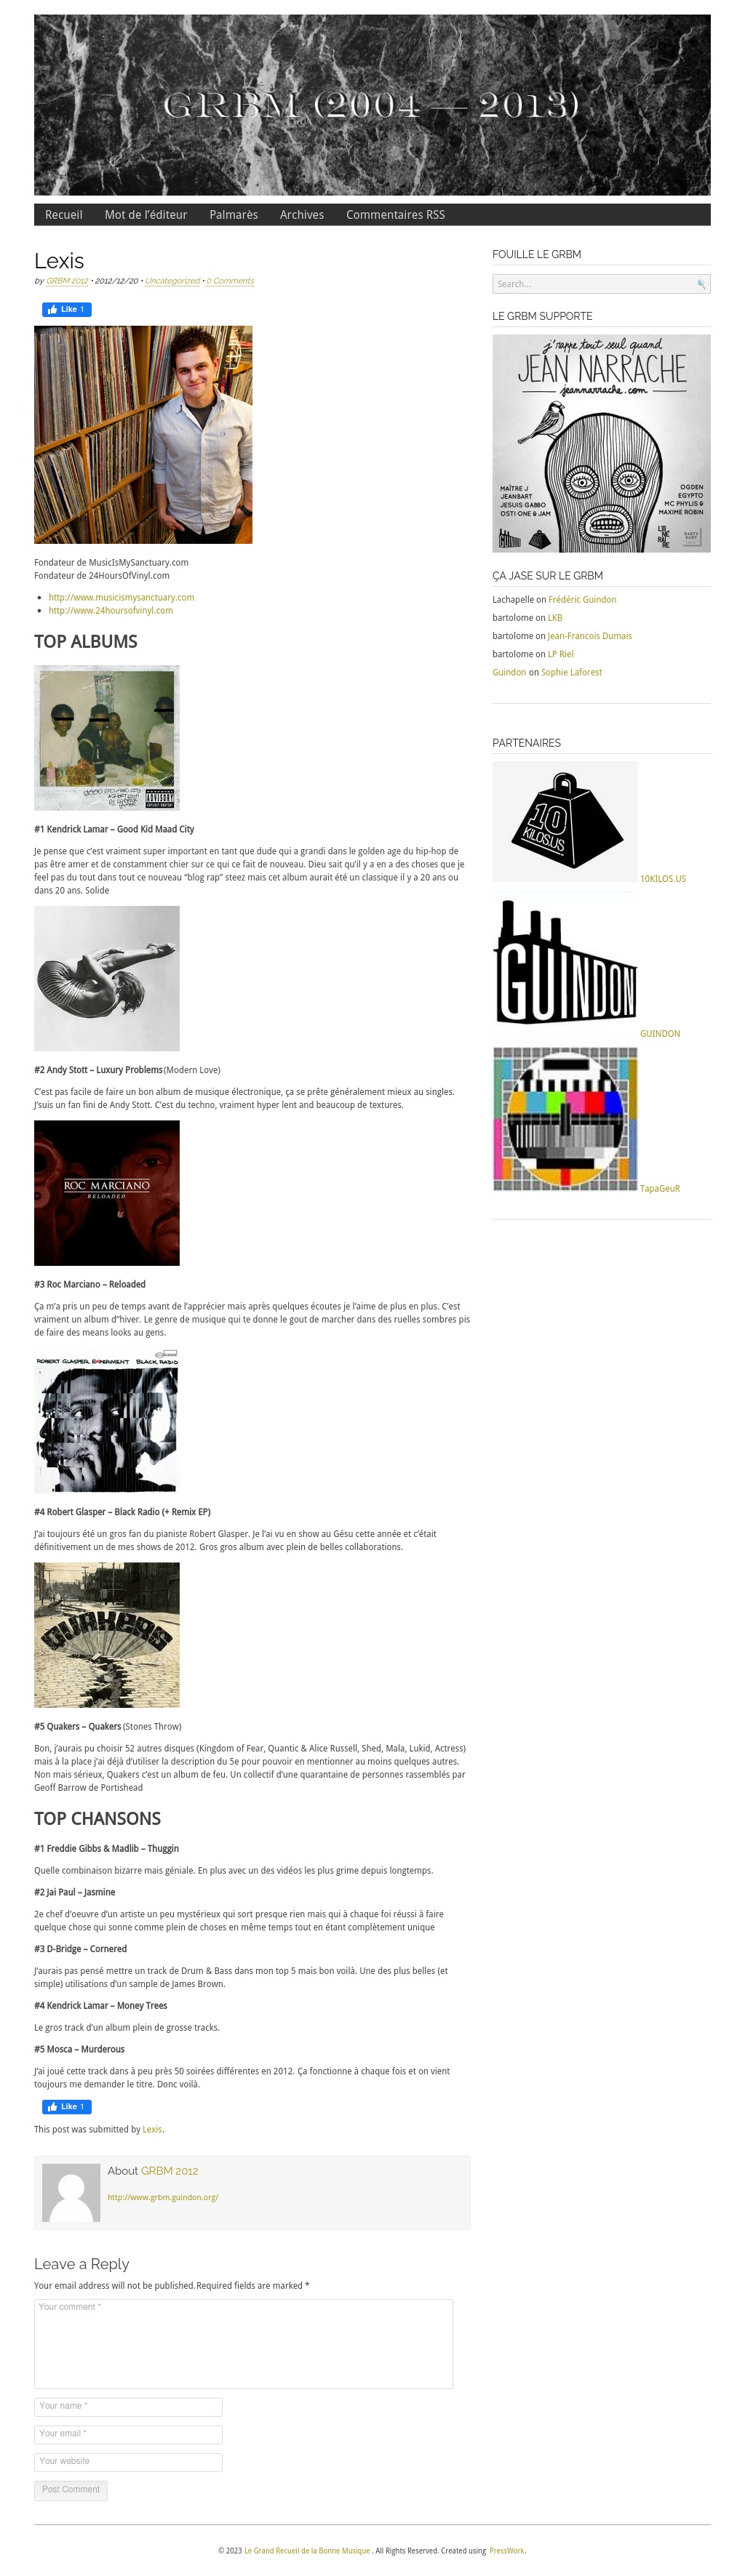 GRBM (2004 — 2013)
Recueil
Mot de l'éditeur
Palmarès
Archives
Commentaires RSS
Lexis
by GRBM 2012 • 2012/12/20 • Uncategorized • 0 Comments
Like 1
Fondateur de MusicIsMySanctuary.com
Fondateur de 24HoursOfVinyl.com
http://www.musicismysanctuary.com
http://www.24hoursofvinyl.com
TOP ALBUMS
ADVISORY
#1 Kendrick Lamar – Good Kid Maad City
Je pense que c'est vraiment super important en tant que dude qui a grandi dans le golden age du hip-hop de
pas être amer et de constamment chier sur ce qui ce fait de nouveau. Dieu sait qu'il y a en a des choses que je
feel pas du tout dans tout ce nouveau "blog rap" steez mais cet album aurait été un classique il y a 20 ans ou
dans 20 ans. Solide
#2 Andy Stott – Luxury Problems (Modern Love)
C'est pas facile de faire un bon album de musique électronique, ça se prête généralement mieux au singles.
J'suis un fan fini de Andy Stott. C'est du techno, vraiment hyper lent and beaucoup de textures.
ROC MARCIANO
RELOADED
#3 Roc Marciano – Reloaded
Ça m'a pris un peu de temps avant de l'apprécier mais après quelques écoutes je l'aime de plus en plus. C'est
vraiment un album d"hiver. Le genre de musique qui te donne le gout de marcher dans des ruelles sombres pis
de faire des means looks au gens.
ROBERT GLASPER EXPERIMENT BLACK RADIO
#4 Robert Glasper – Black Radio (+ Remix EP)
J'ai toujours été un gros fan du pianiste Robert Glasper. Je l'ai vu en show au Gésu cette année et c'était
définitivement un de mes shows de 2012. Gros gros album avec plein de belles collaborations.
QUAKERS
#5 Quakers – Quakers (Stones Throw)
Bon, j'aurais pu choisir 52 autres disques (Kingdom of Fear, Quantic & Alice Russell, Shed, Mala, Lukid, Actress)
mais à la place j'ai déjà d'utiliser la description du 5e pour pouvoir en mentionner au moins quelques autres.
Non mais sérieux, Quakers c'est un album de feu. Un collectif d'une quarantaine de personnes rassemblés par
Geoff Barrow de Portishead
TOP CHANSONS
#1 Freddie Gibbs & Madlib – Thuggin
Quelle combinaison bizarre mais géniale. En plus avec un des vidéos les plus grime depuis longtemps.
#2 Jai Paul – Jasmine
2e chef d'oeuvre d'un artiste un peu mystérieux qui sort presque rien mais qui à chaque foi réussi à faire
quelque chose qui sonne comme plein de choses en même temps tout en étant complètement unique
#3 D-Bridge – Cornered
J'aurais pas pensé mettre un track de Drum & Bass dans mon top 5 mais bon voilà. Une des plus belles (et
simple) utilisations d'un sample de James Brown.
#4 Kendrick Lamar – Money Trees
Le gros track d'un album plein de grosse tracks.
#5 Mosca – Murderous
J'ai joué cette track dans à peu près 50 soirées différentes en 2012. Ça fonctionne à chaque fois et on vient
toujours me demander le titre. Donc voilà.
Like 1
This post was submitted by Lexis.
About GRBM 2012
http://www.grbm.guindon.org/
Leave a Reply
Your email address will not be published. Required fields are marked *
Your comment *
Your name *
Your email *
Your website
Post Comment
FOUILLE LE GRBM
Search...
LE GRBM SUPPORTE
j'rappe tout seul quand
JEAN NARRACHE
jeannarrache.com
MAÎTRE J
JEANBART
JESUIS GABBO
OSTI ONE & JAM
OGDEN
EGYPTO
MC PHYLIS &
MAXIME ROBIN
ÇA JASE SUR LE GRBM
Lachapelle on Frédéric Guindon
bartolome on LKB
bartolome on Jean-Francois Dumais
bartolome on LP Riel
Guindon on Sophie Laforest
PARTENAIRES
10
KILOS.US
10KILOS.US
GUINDON
GUINDON
TapaGeuR
© 2023 Le Grand Recueil de la Bonne Musique . All Rights Reserved. Created using PressWork.